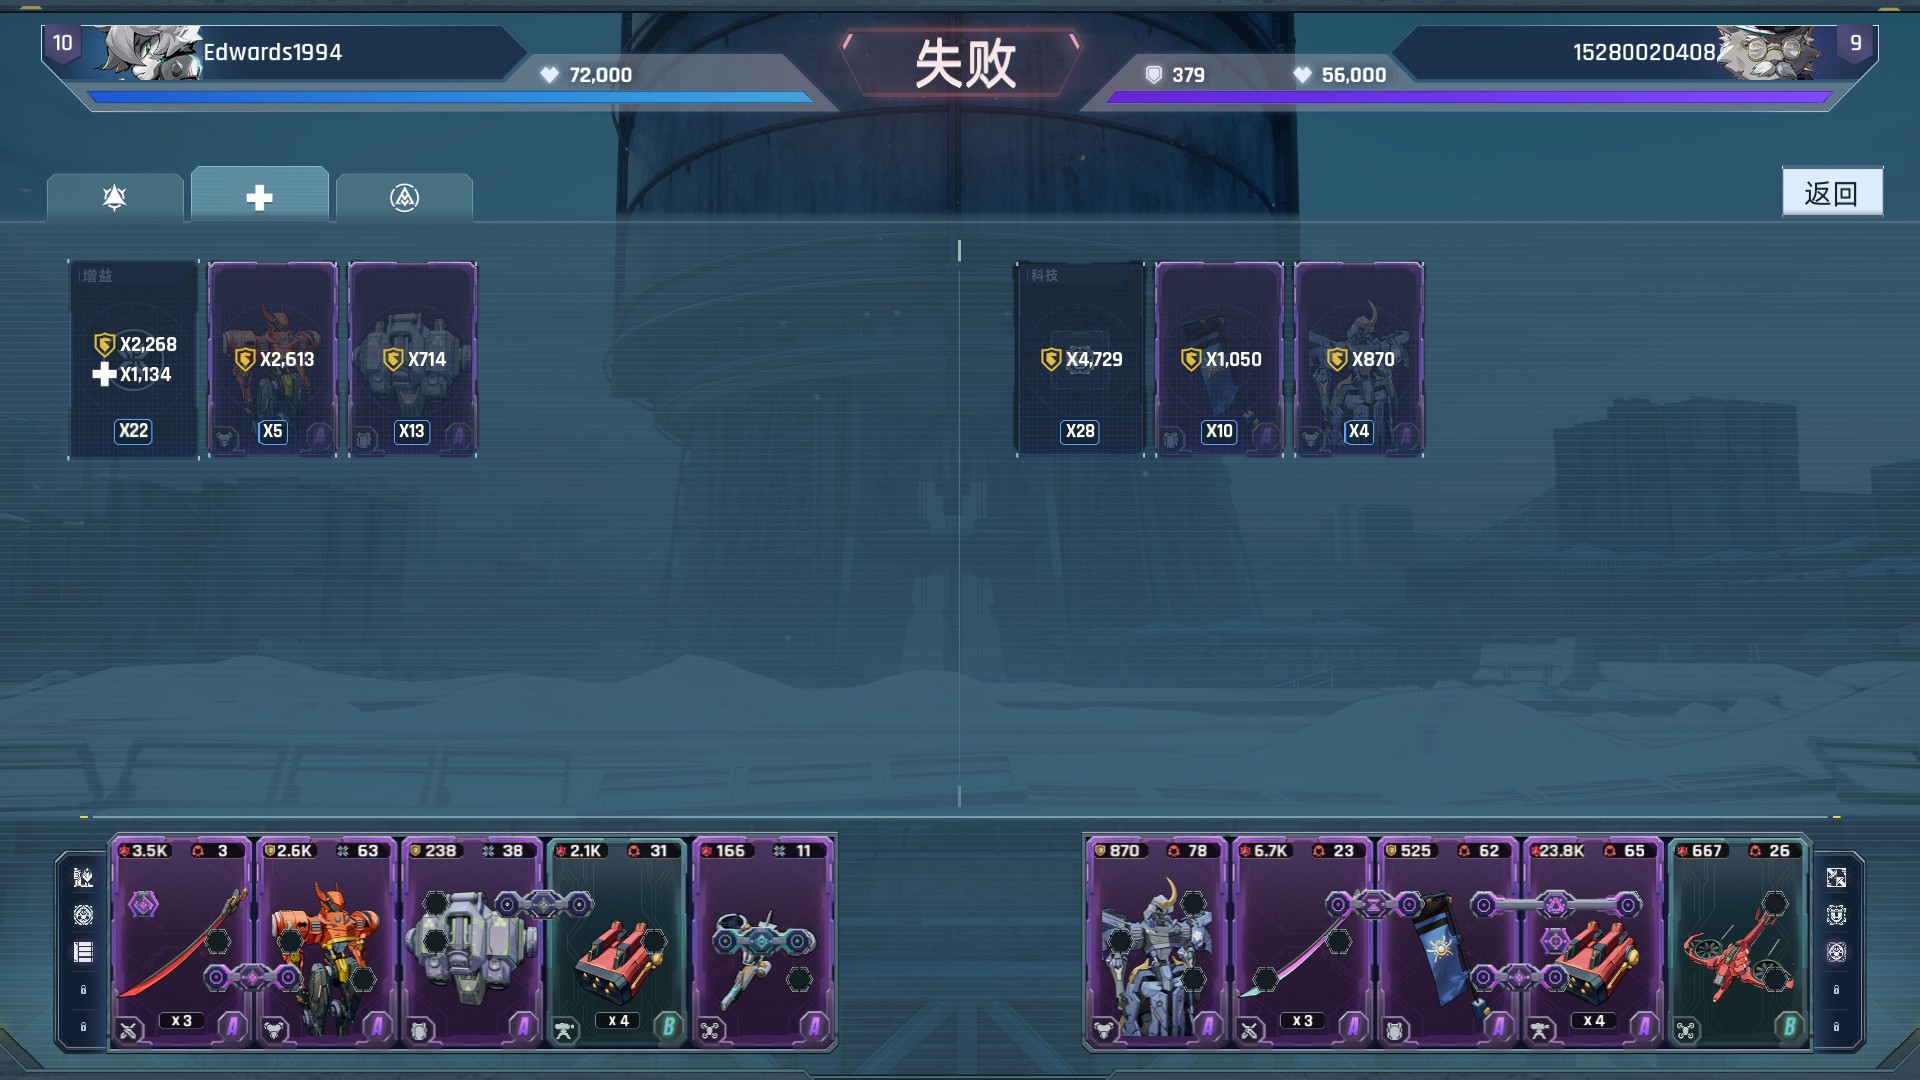 10
Edwards1994
72,000
失败
379
56,000
15280020408
9
返回
增益
X2,268
X1,134
X22
X2,613
X5
X714
X13
科技
X4,729
X28
X1,050
X10
X870
X4
3.5K 3
2.6K 63
238 38
2.1K 31
166 11
870 78
6.7K 23
525 62
23.8K 65
667 26
x3 A
A
A
x4 B
A
A
x3 A
A
x4 A
B